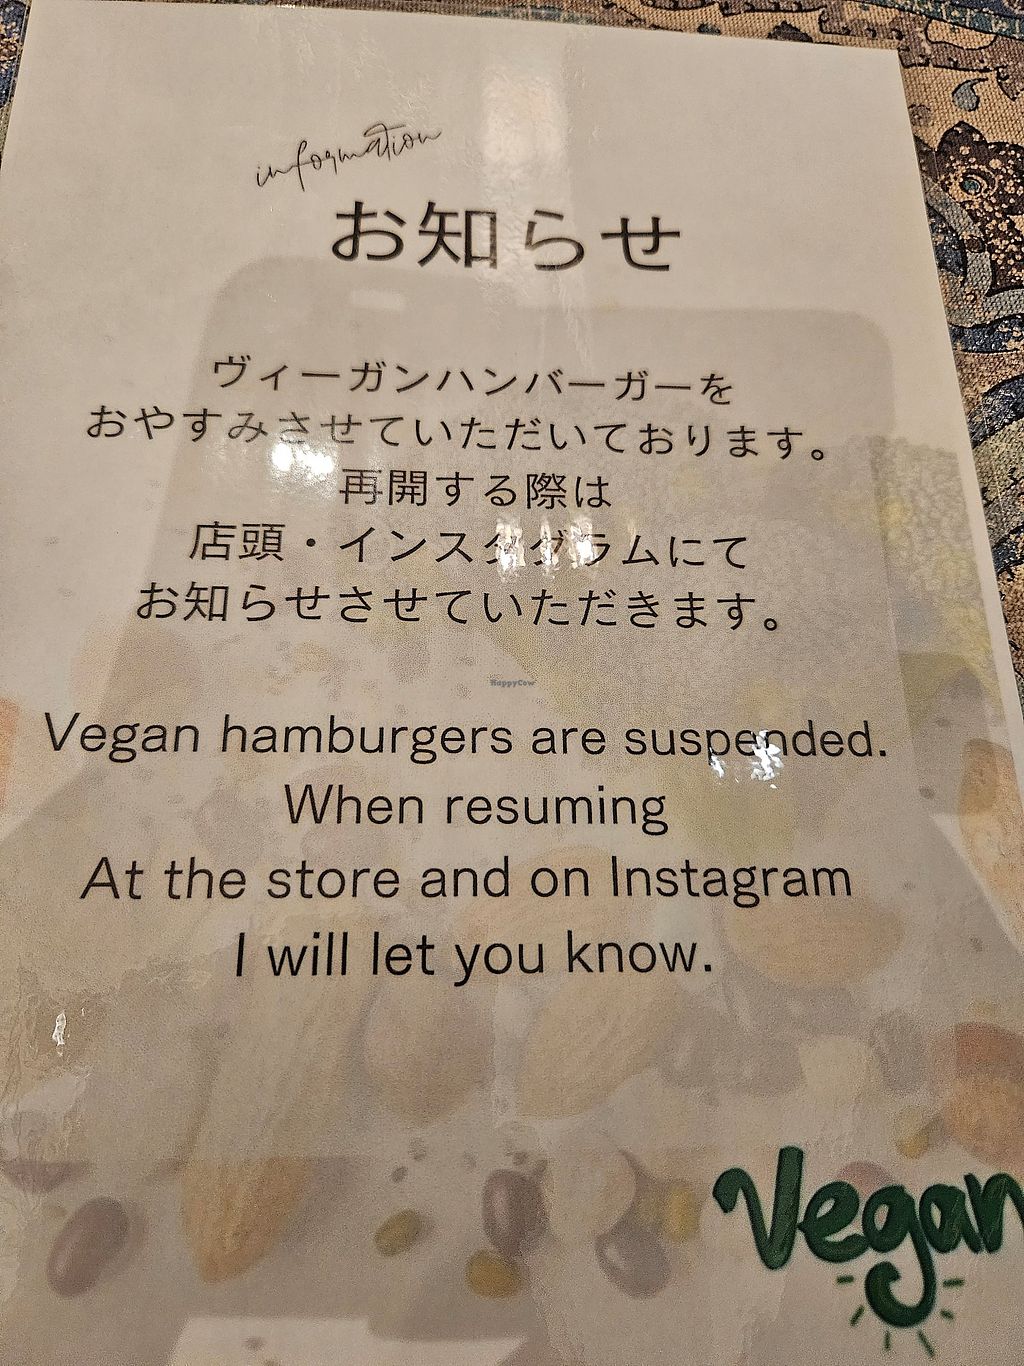 information
お知らせ
ヴィーガンハンバーガーを
おやすみさせていただいております。
再開する際は
店頭・インスタグラムにて
お知らせさせていただきます。
HappyCow
Vegan hamburgers are suspended.
When resuming
At the store and on Instagram
I will let you know.
Vegan